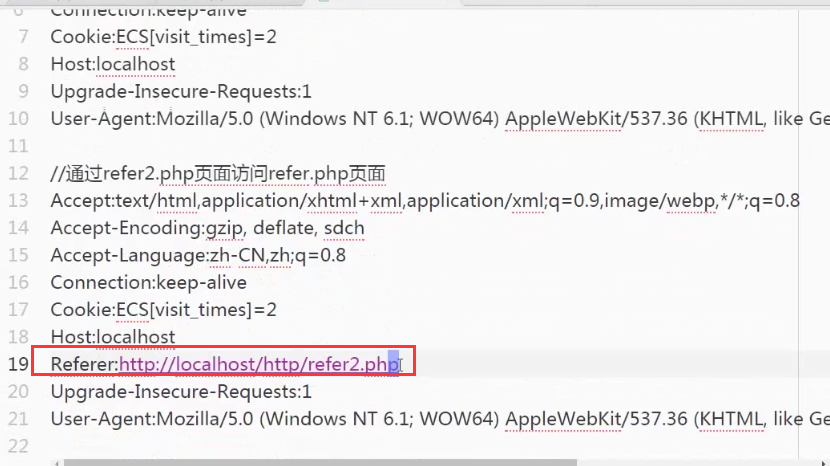 6 Connection:keep-alive
7 Cookie:ECS[visit_times]=2
8 Host:localhost
9 Upgrade-Insecure-Requests:1
10 User-Agent:Mozilla/5.0 (Windows NT 6.1; WOW64) AppleWebKit/537.36 (KHTML, like Ge
11
12 //通过refer2.php页面访问refer.php页面
13 Accept:text/html,application/xhtml+xml,application/xml;q=0.9,image/webp,*/*;q=0.8
14 Accept-Encoding:gzip, deflate, sdch
15 Accept-Language:zh-CN,zh;q=0.8
16 Connection:keep-alive
17 Cookie:ECS[visit_times]=2
18 Host:localhost
19 Referer:http://localhost/http/refer2.php
20 Upgrade-Insecure-Requests:1
21 User-Agent:Mozilla/5.0 (Windows NT 6.1; WOW64) AppleWebKit/537.36 (KHTML, like Ge
22